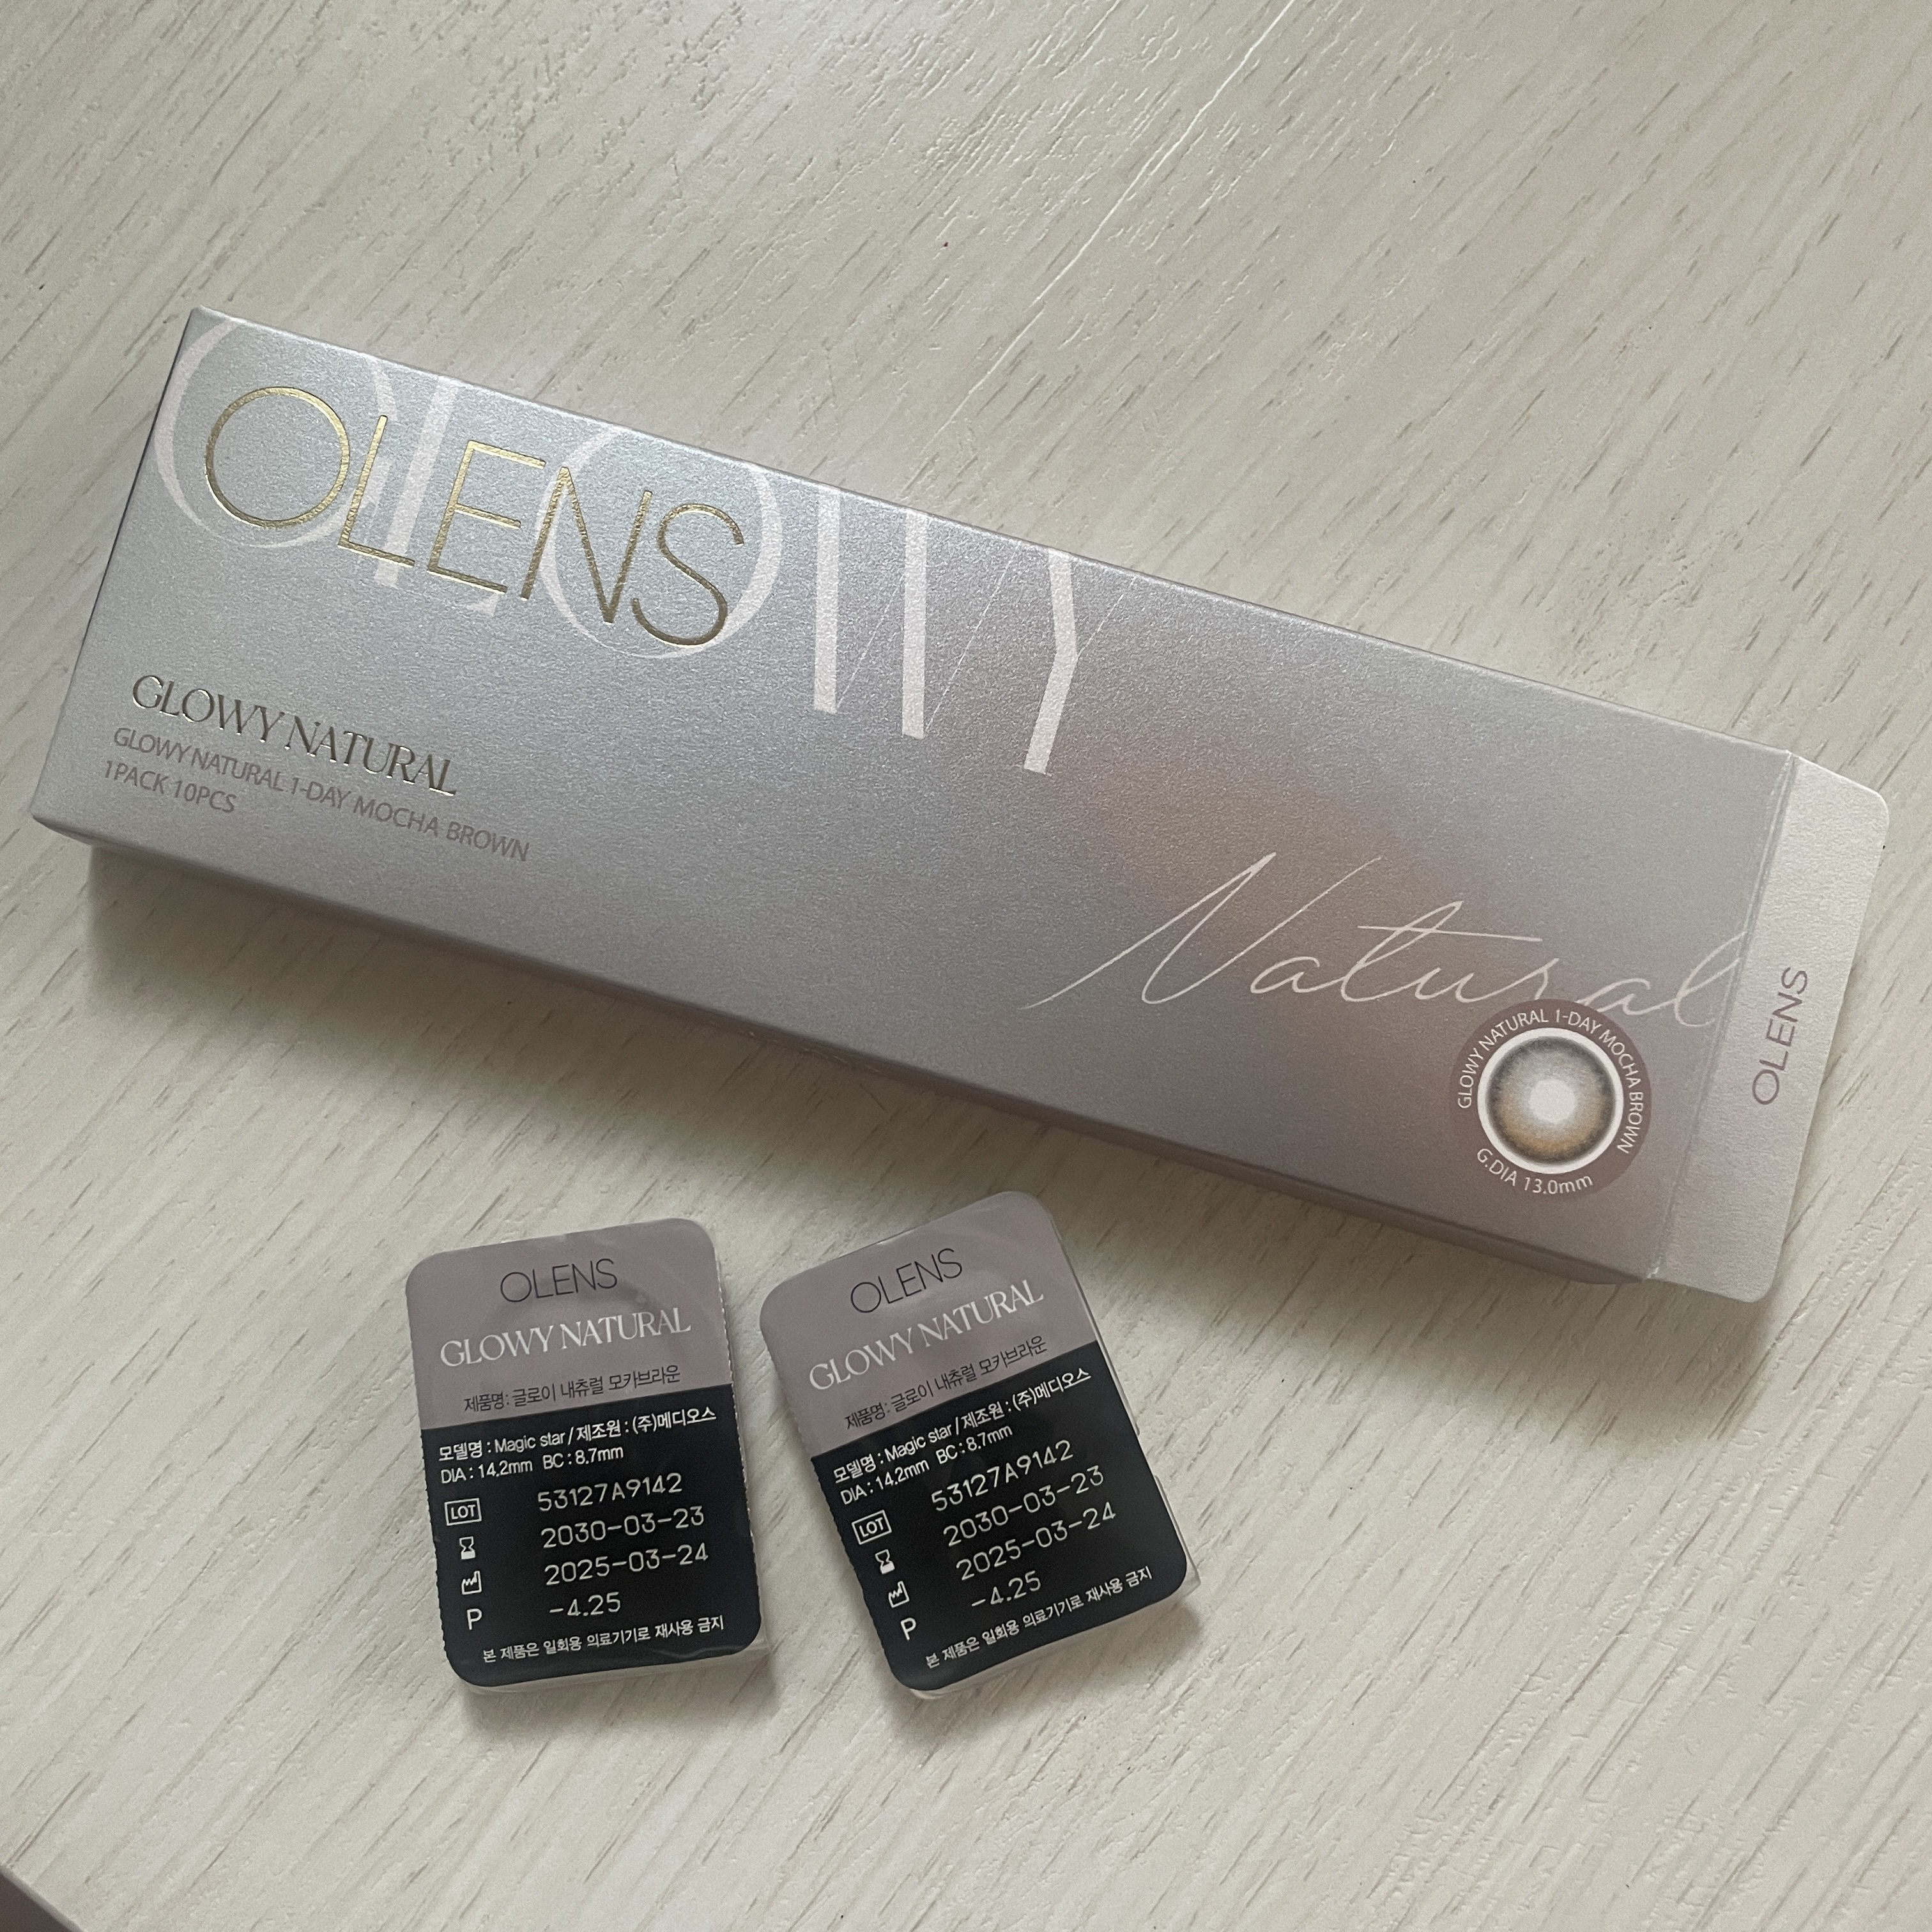 GLOWY
OLENS
GLOWY NATURAL
GLOWY NATURAL 1-DAY MOCHA BROWN
1PACK 10PCS
Natural
GLOWY NATURAL 1-DAY MOCHA BROWN
G.DIA 13.0mm
OLENS
OLENS
GLOWY NATURAL
제품명: 글로이 내츄럴 모카브라운
모델명 : Magic star / 제조원 : (주)메디오스
DIA : 14.2mm BC : 8.7mm
LOT 53127A9142
2030-03-23
2025-03-24
P -4.25
본 제품은 일회용 의료기기로 재사용 금지
OLENS
GLOWY NATURAL
제품명: 글로이 내츄럴 모카브라운
모델명 : Magic star / 제조원 : (주)메디오스
DIA : 14.2mm BC : 8.7mm
LOT 53127A9142
2030-03-23
2025-03-24
P -4.25
본 제품은 일회용 의료기기로 재사용 금지